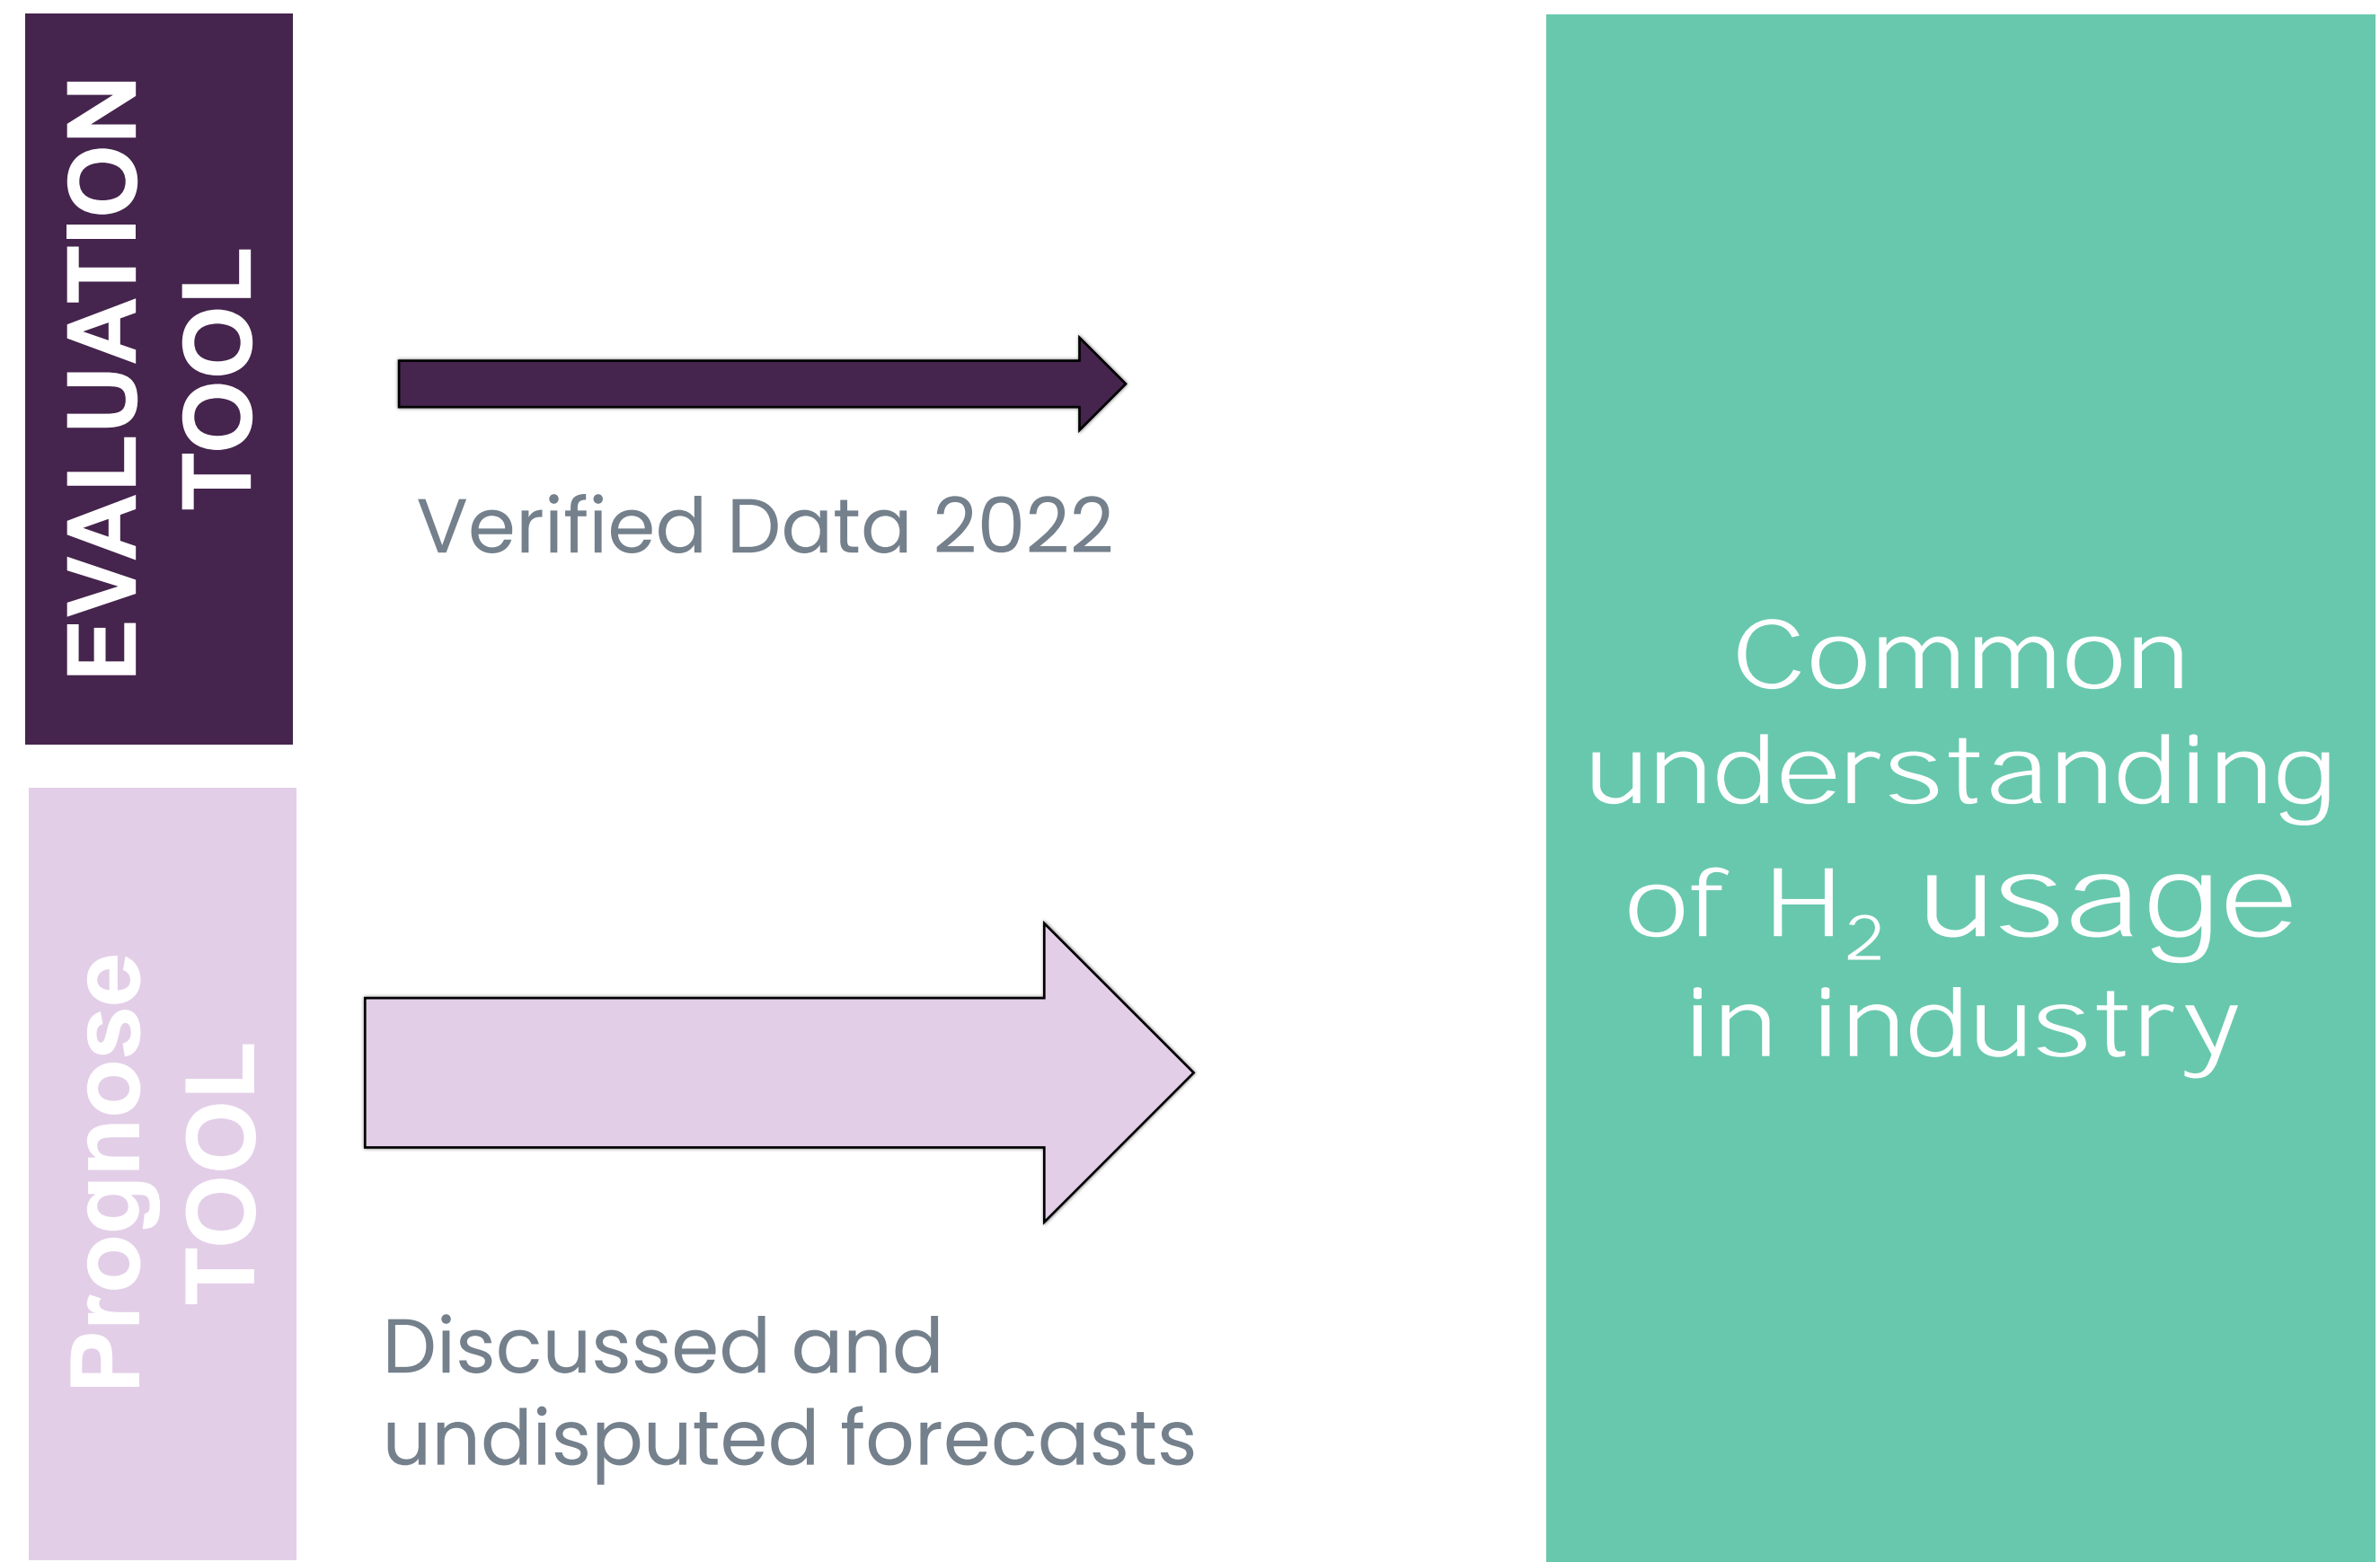 EVALUATION
TOOL
Verified Data 2022
Prognose
TOOL
Discussed and
undisputed forecasts
Common
understanding
of H₂ usage
in industry